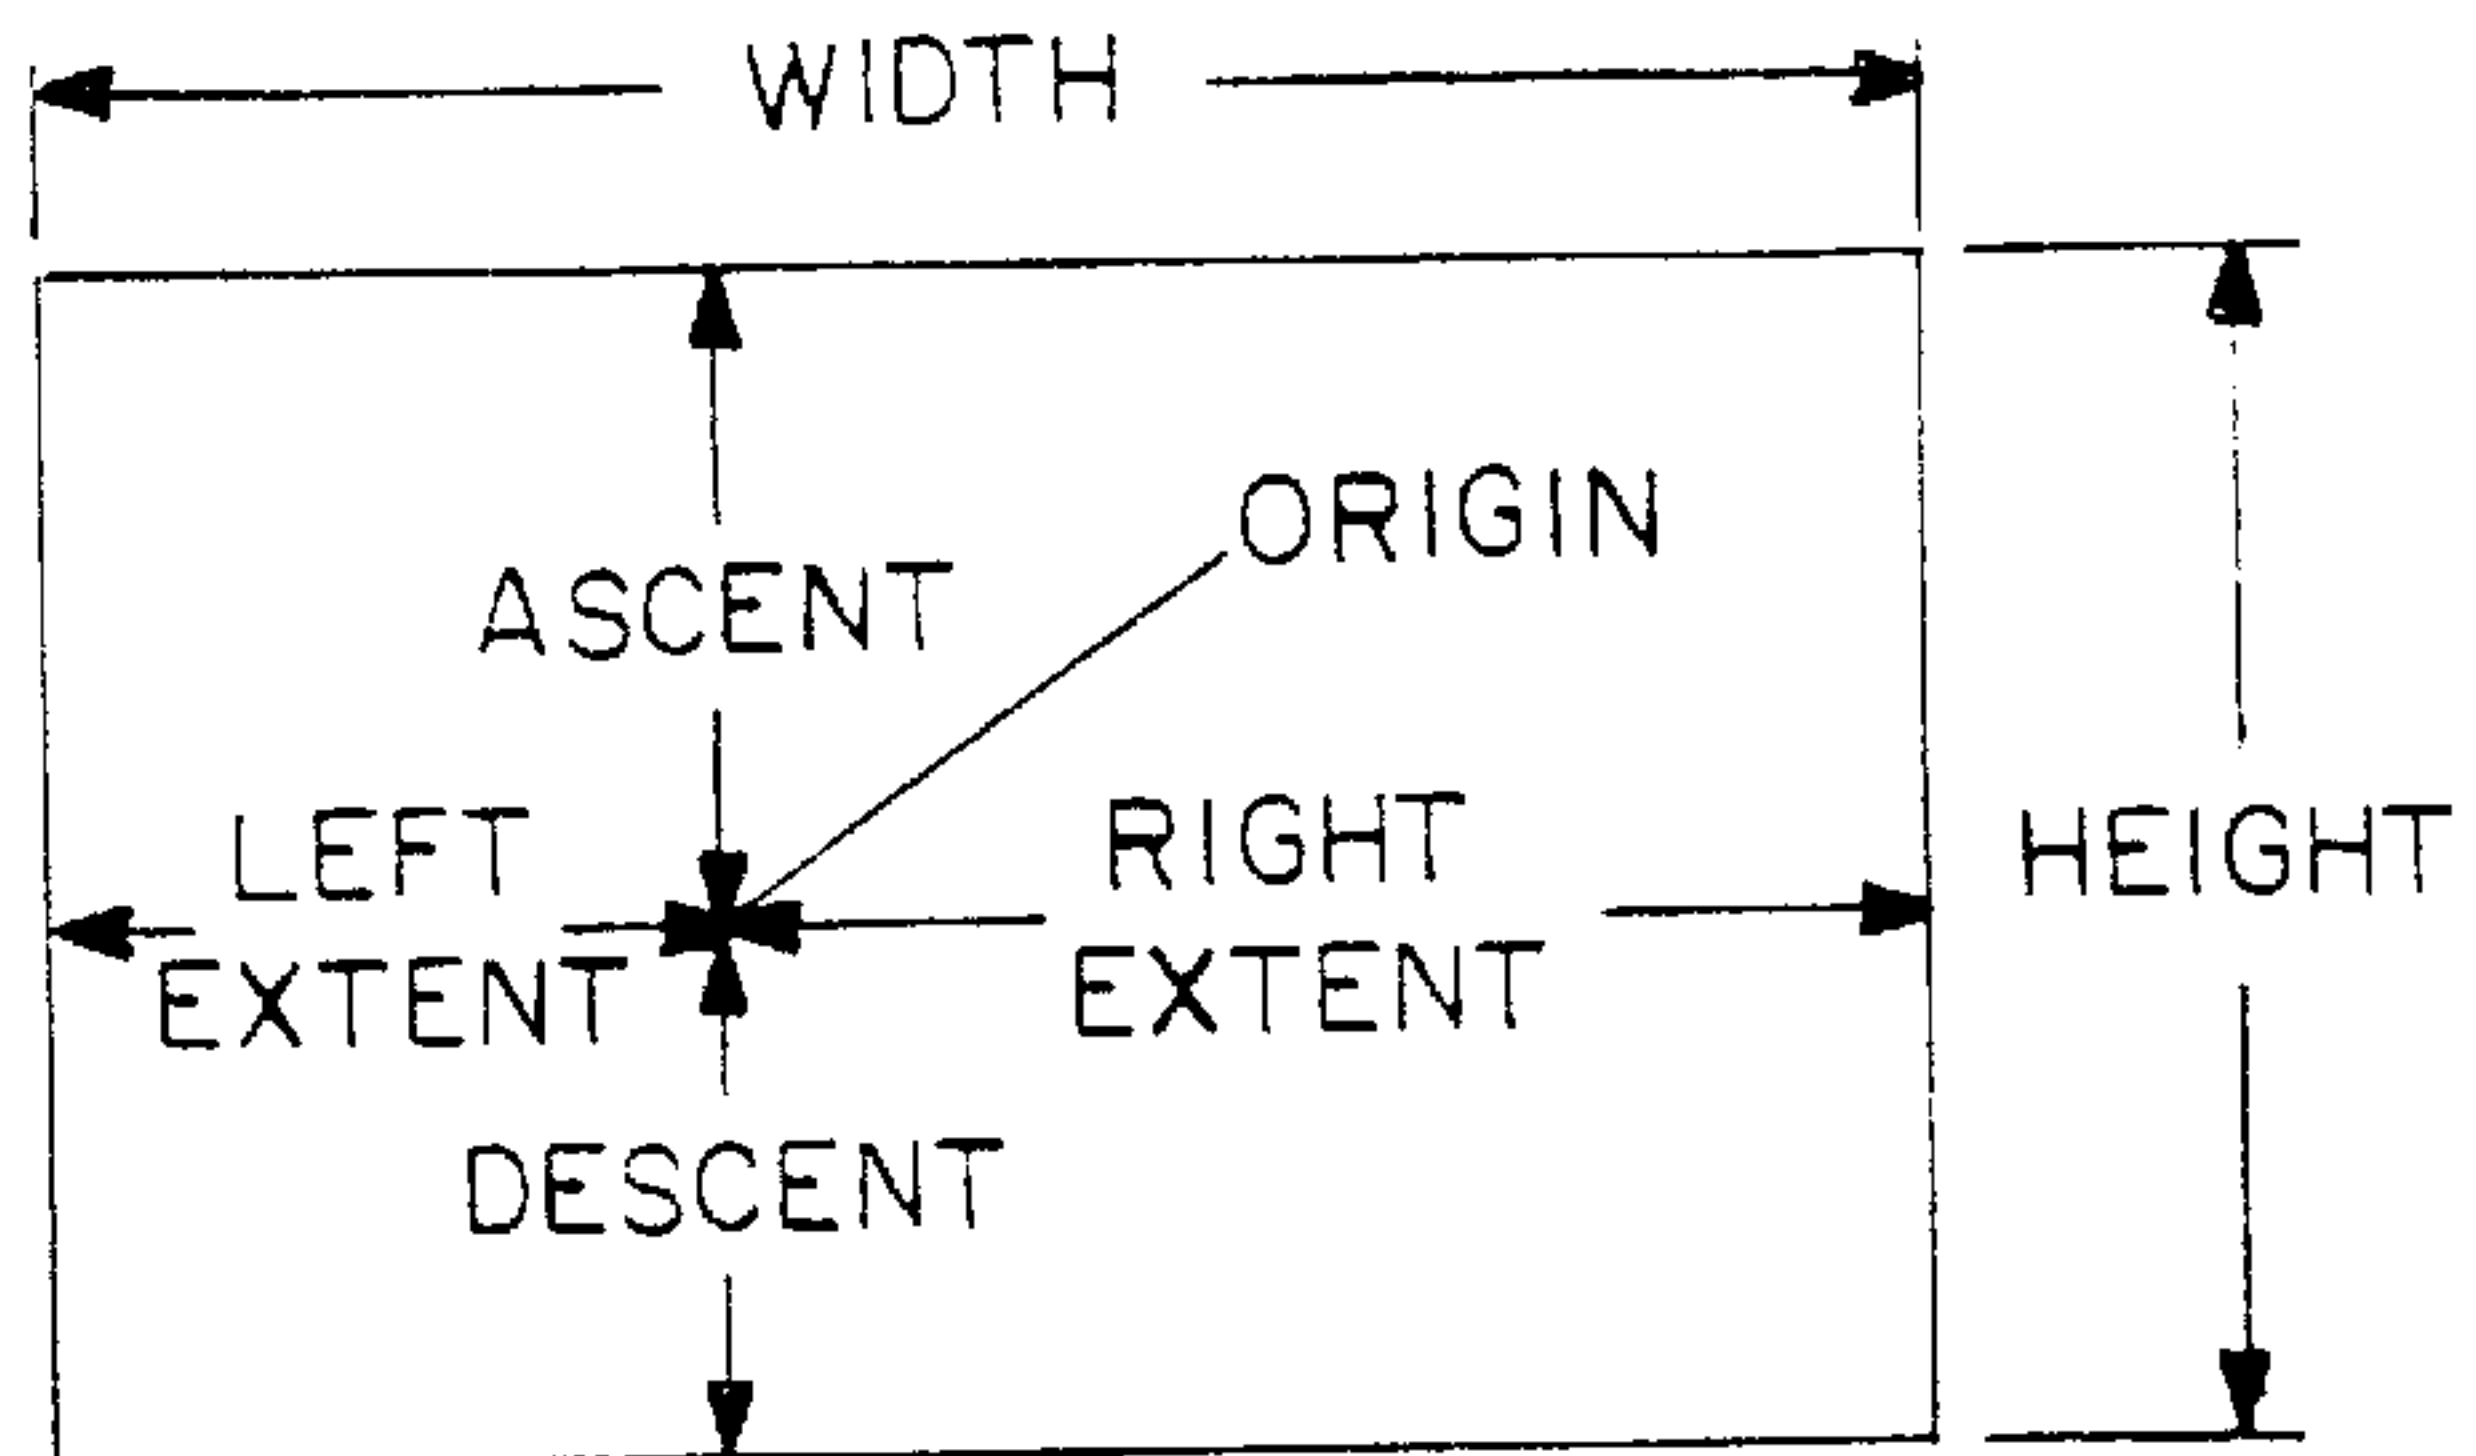 WIDTH
ORIGIN
ASCENT
LEFT
EXTENT
RIGHT
EXTENT
HEIGHT
DESCENT